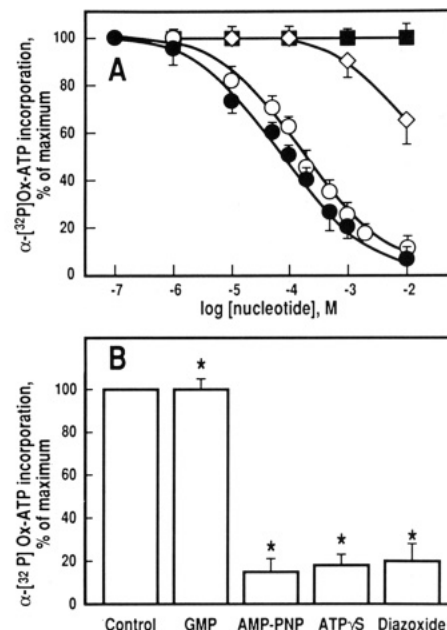 A
α-[³²P]Ox-ATP incorporation,
% of maximum
100
80
60
40
20
0
-7 -6 -5 -4 -3 -2
log [nucleotide], M
B
α-[³² P] Ox-ATP incorporation,
% of maximum
100
80
60
40
20
0
* * * *
Control GMP AMP-PNP ATPγS Diazoxide